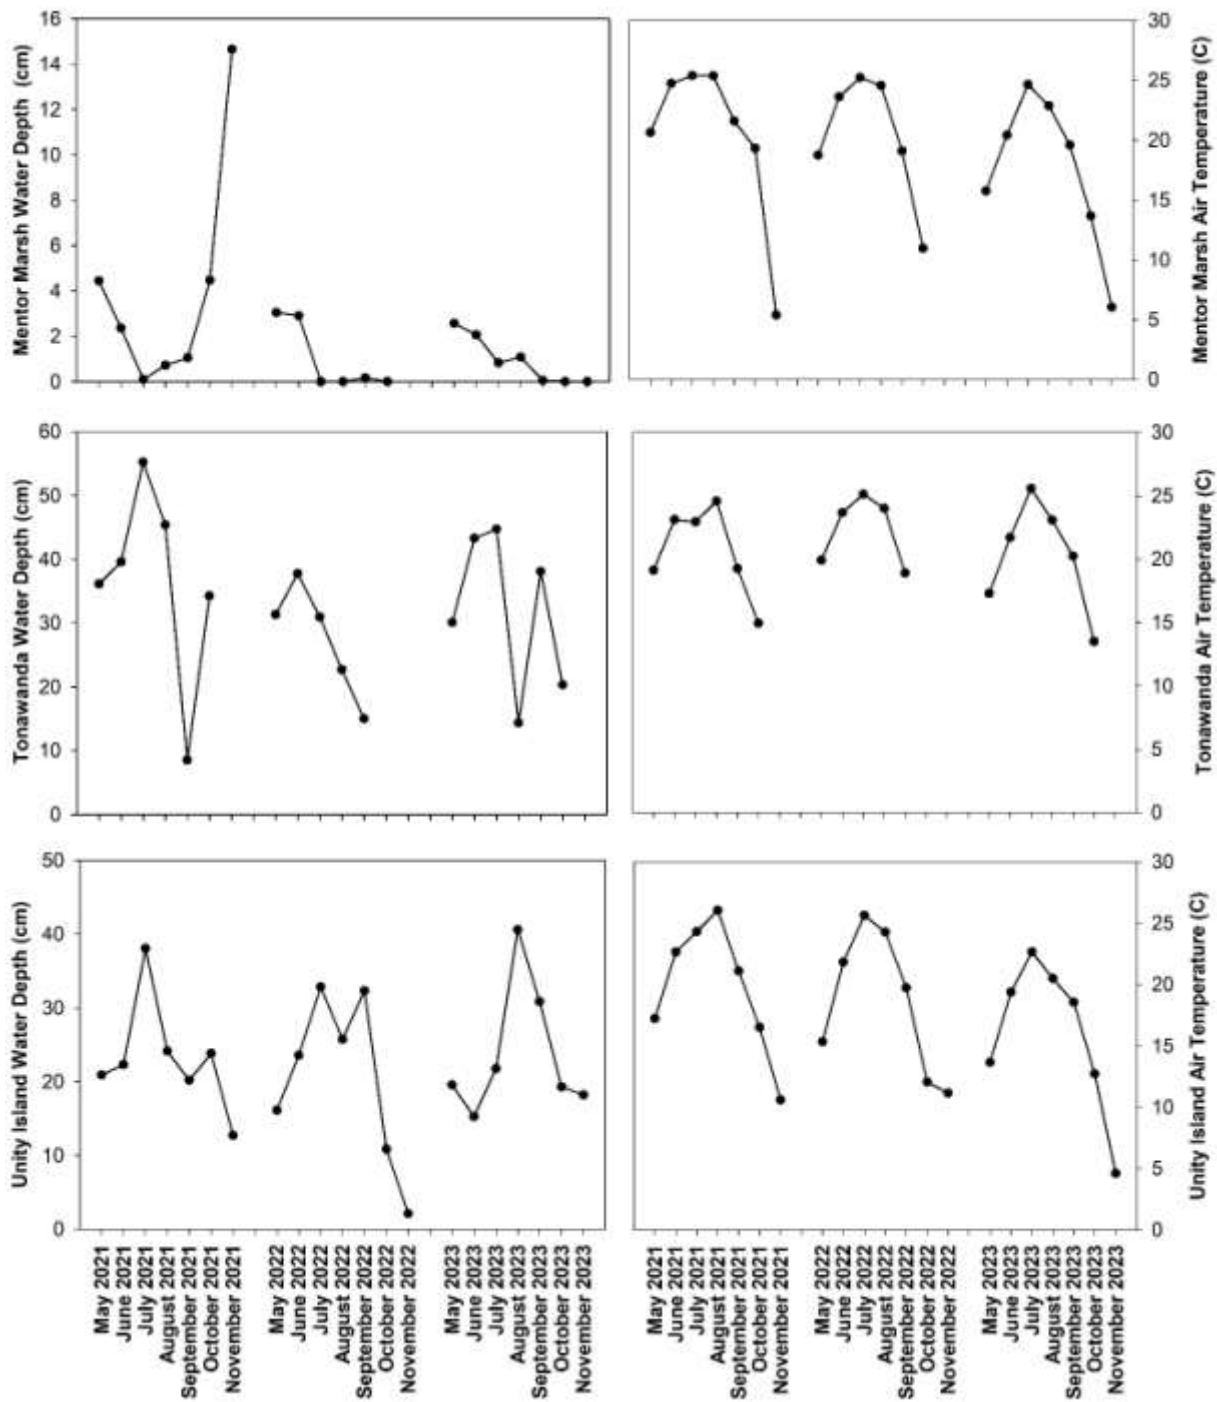 Mentor Marsh Water Depth (cm)
16
14
12
10
8
6
4
2
0
30
25
20
15
10
5
0
Mentor Marsh Air Temperature (C)
Tonawanda Water Depth (cm)
60
50
40
30
20
10
0
30
25
20
15
10
5
0
Tonawanda Air Temperature (C)
Unity Island Water Depth (cm)
50
40
30
20
10
0
30
25
20
15
10
5
0
Unity Island Air Temperature (C)
May 2021
June 2021
July 2021
August 2021
September 2021
October 2021
November 2021
May 2022
June 2022
July 2022
August 2022
September 2022
October 2022
November 2022
May 2023
June 2023
July 2023
August 2023
September 2023
October 2023
November 2023
May 2021
June 2021
July 2021
August 2021
September 2021
October 2021
November 2021
May 2022
June 2022
July 2022
August 2022
September 2022
October 2022
November 2022
May 2023
June 2023
July 2023
August 2023
September 2023
October 2023
November 2023